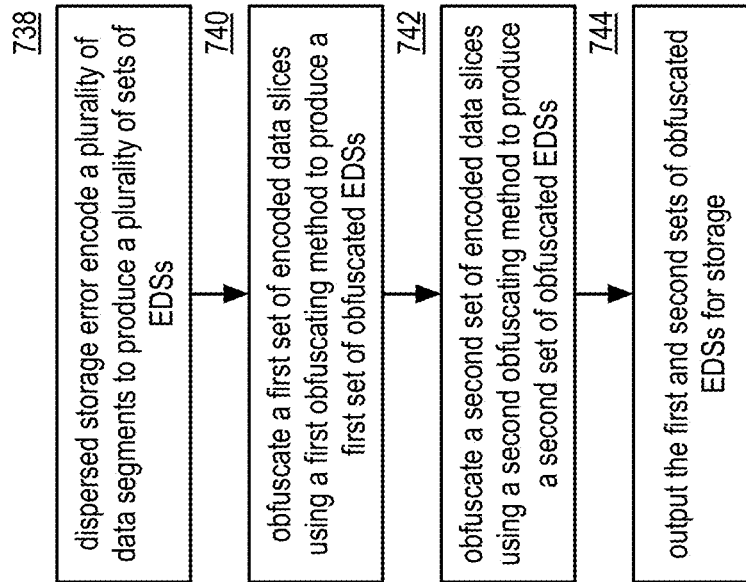 738
dispersed storage error encode a plurality of
data segments to produce a plurality of sets of
EDSs
740
obfuscate a first set of encoded data slices
using a first obfuscating method to produce a
first set of obfuscated EDSs
742
obfuscate a second set of encoded data slices
using a second obfuscating method to produce
a second set of obfuscated EDSs
744
output the first and second sets of obfuscated
EDSs for storage